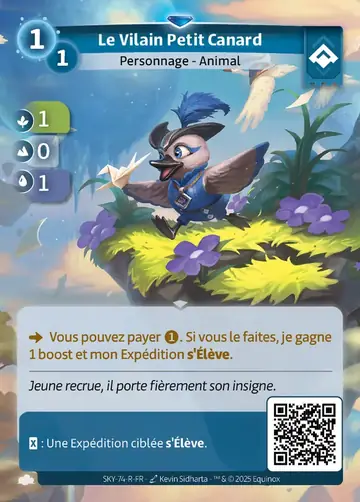 1
1
Le Vilain Petit Canard
Personnage - Animal
1
0
1
Vous pouvez payer 1. Si vous le faites, je gagne
1 boost et mon Expédition s'Élève.
Jeune recrue, il porte fièrement son insigne.
X : Une Expédition ciblée s'Élève.
SKY-74-R-FR - Kevin Sidharta - ™ & © 2025 Equinox